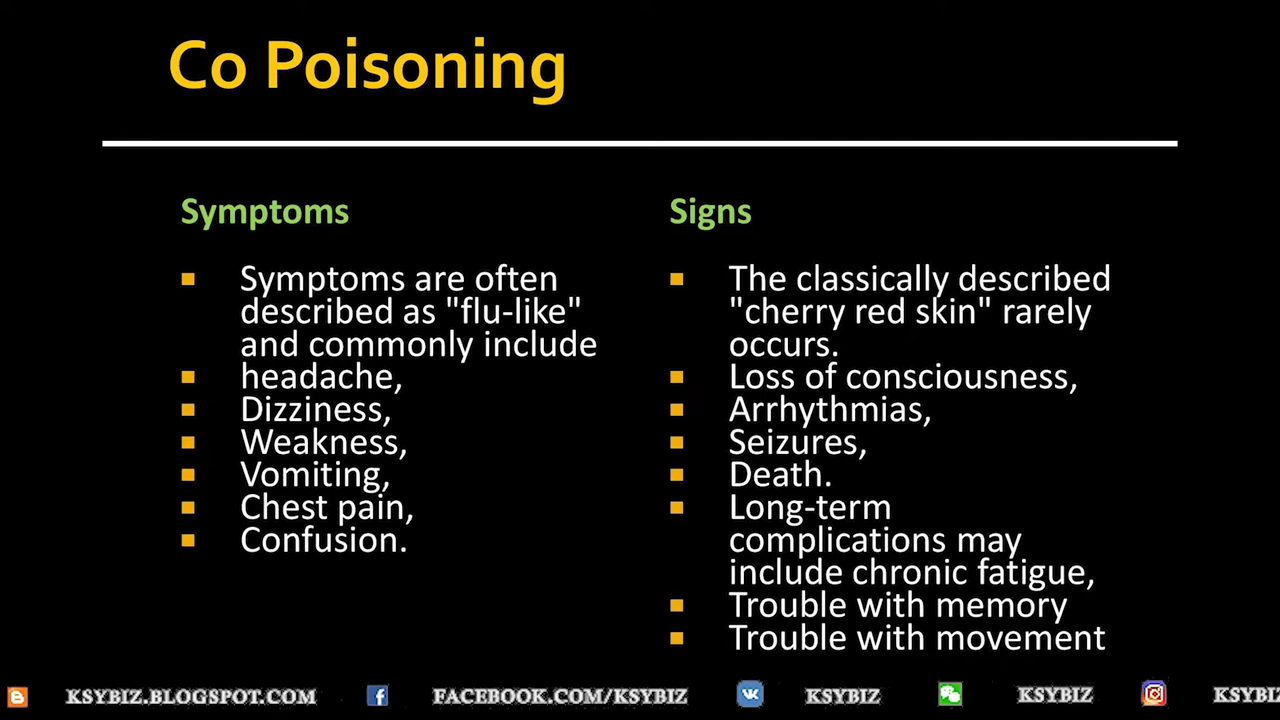 Co Poisoning
Symptoms
Symptoms are often
described as "flu-like"
and commonly include
headache,
Dizziness,
Weakness,
Vomiting,
Chest pain,
Confusion.
Signs
The classically described
"cherry red skin" rarely
occurs.
Loss of consciousness,
Arrhythmias,
Seizures,
Death.
Long-term
complications may
include chronic fatigue,
Trouble with memory
Trouble with movement
KSYBIZ.BLOGSPOT.COM FACEBOOK.COM/KSYBIZ KSYBIZ KSYBIZ KSYBIZ